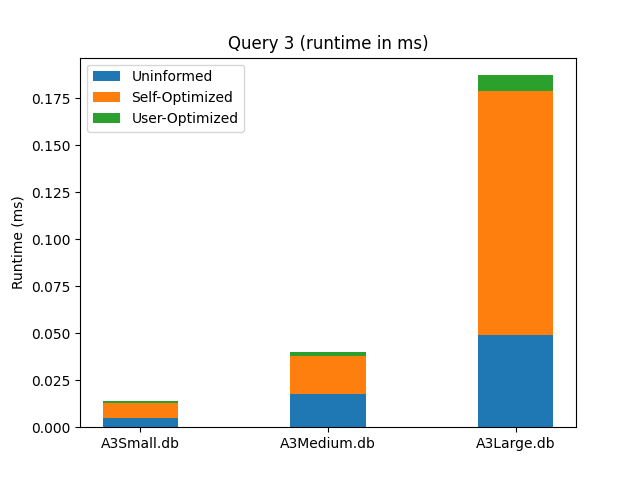 Query 3 (runtime in ms)
Uninformed
Self-Optimized
User-Optimized
Runtime (ms)
0.175
0.150
0.125
0.100
0.075
0.050
0.025
0.000
A3Small.db
A3Medium.db
A3Large.db